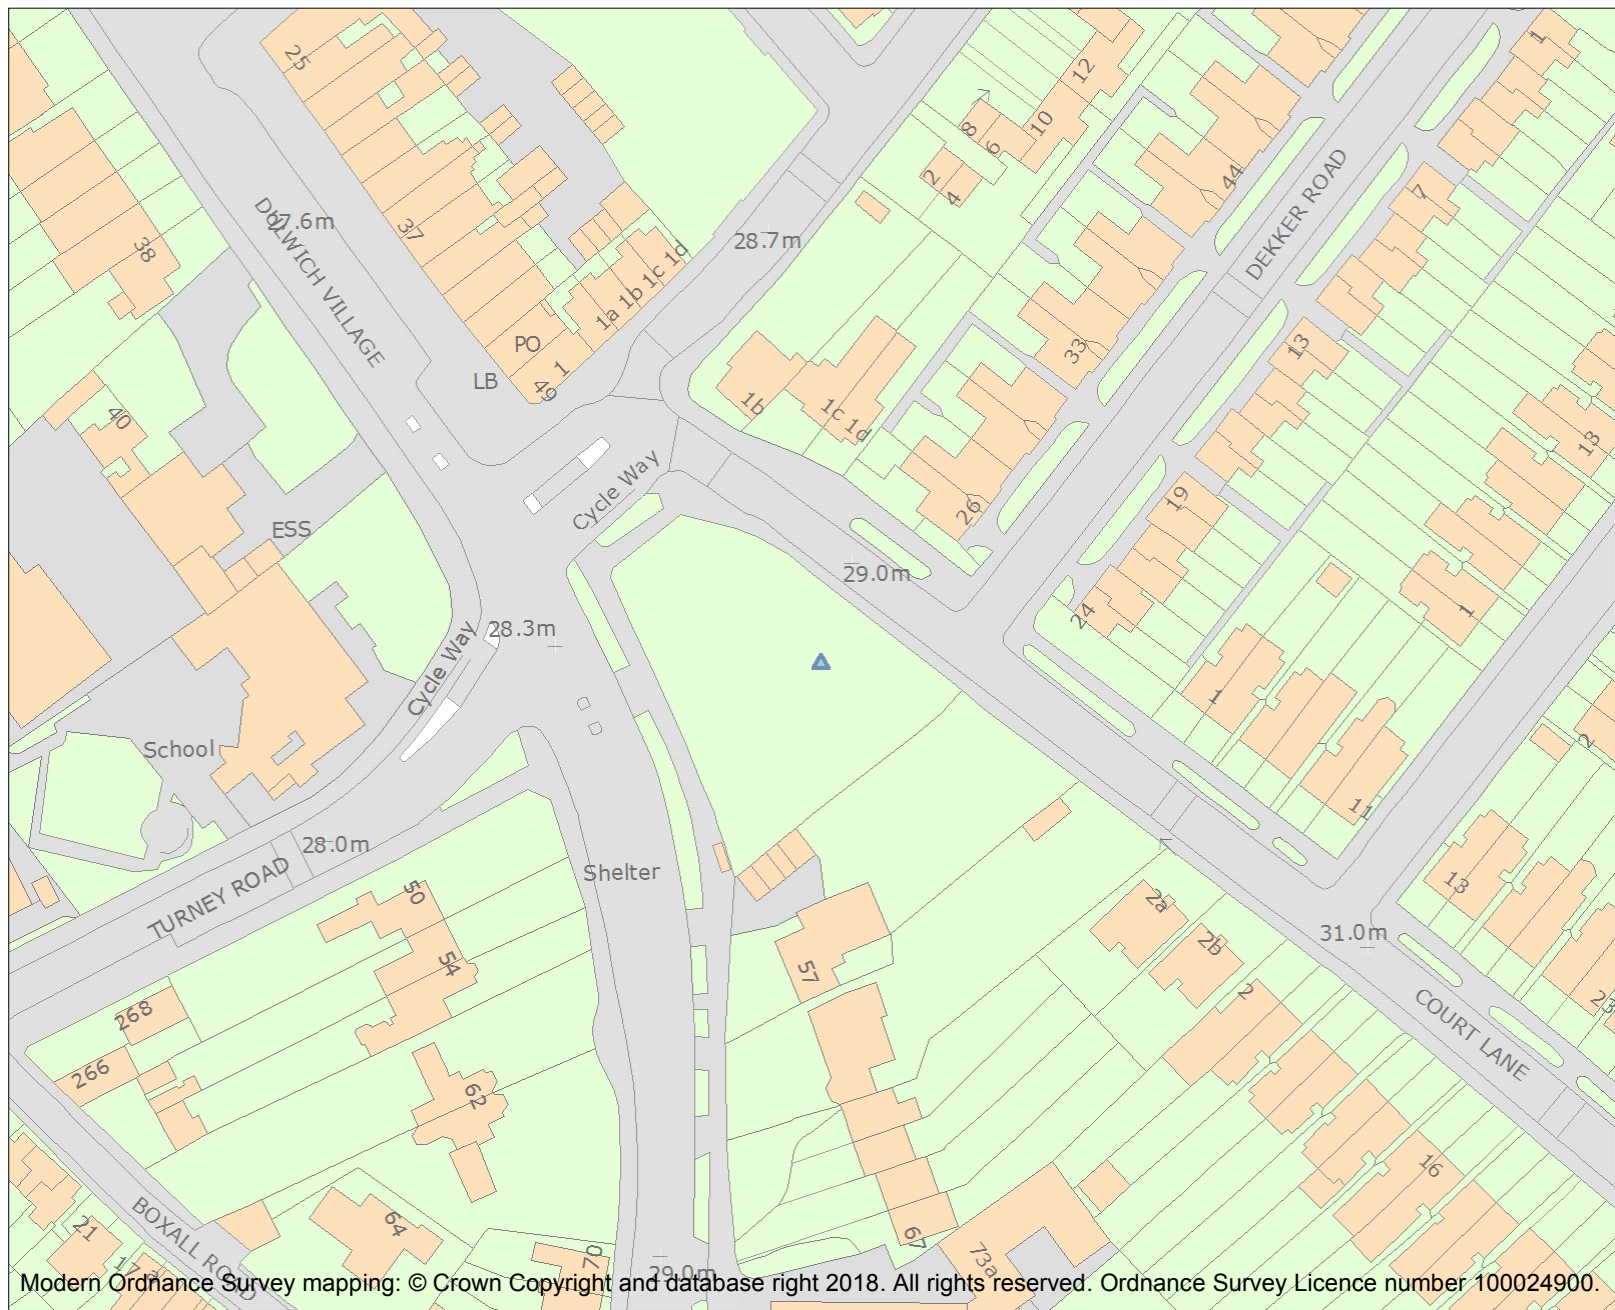 25
12
1
10
8
6
44
2
4
7
DEKKER ROAD
37
27.6m
38
28.7m
DULWICH VILLAGE
1a 1b 1c 1d
PO
1
LB
49
33
13
40
1b
1c 1d
13
Cycle Way
19
26
ESS
29.0m
24
1
28.3m
Cycle Way
1
School
2
11
28.0m
Shelter
TURNEY ROAD
50
13
2a
31.0m
54
57
2b
2
23
268
COURT LANE
266
62
16
BOXALL ROAD
21
64
67
73a
70
17
29.0m
Modern Ordnance Survey mapping: © Crown Copyright and database right 2018. All rights reserved. Ordnance Survey Licence number 100024900.